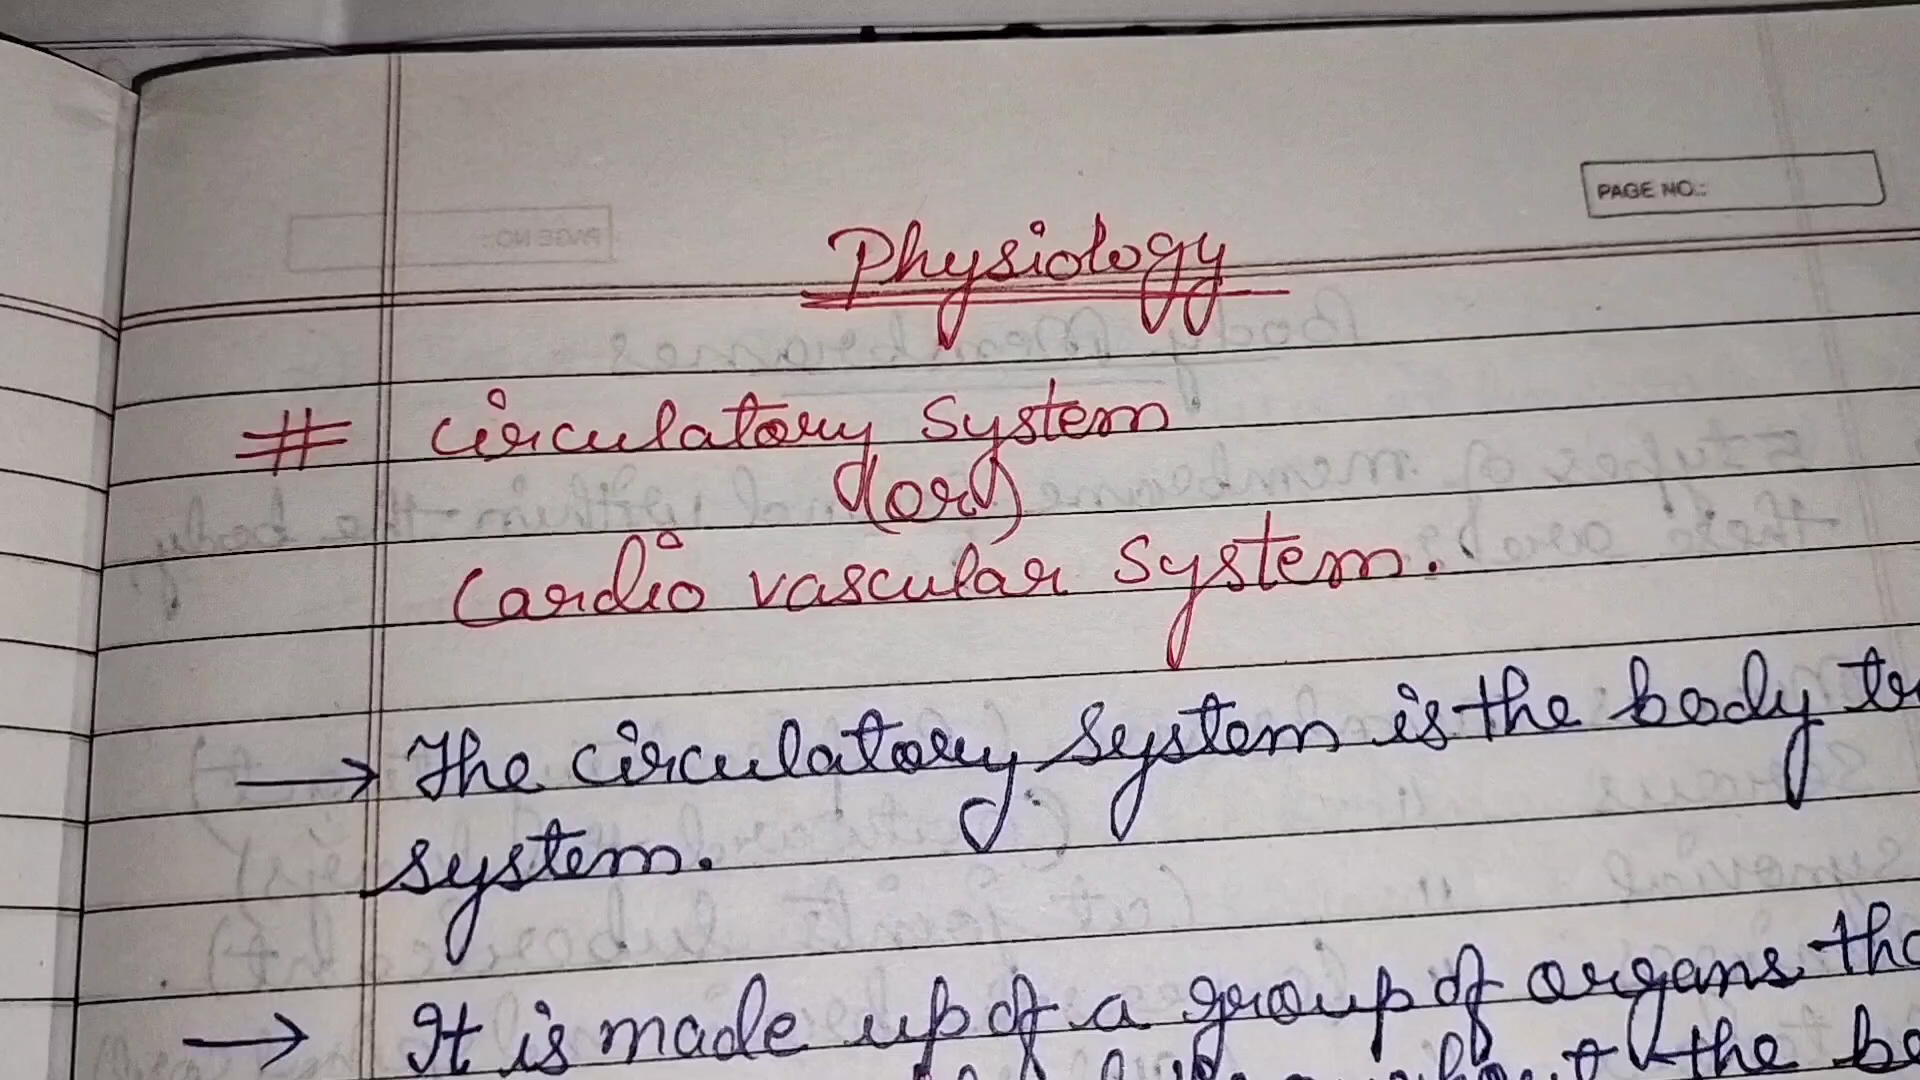 PAGE NO.:
Physiology
# Circulatory System
(or)
Cardio vascular System.
→ The circulatory system is the body
system.
→ It is made up of a group of organs
the